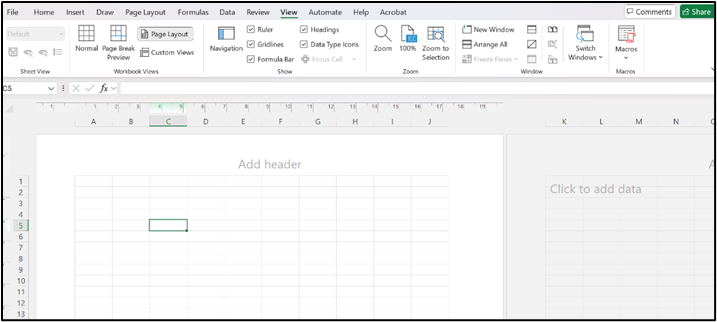 File Home Insert Draw Page Layout Formulas Data Review View Automate Help Acrobat Comments Share
Default
Normal Page Break Preview Page Layout Custom Views
Navigation Ruler Gridlines Formula Bar Headings Data Type Icons Focus Cell
Zoom 100% Zoom to Selection
New Window Arrange All Freeze Panes Switch Windows
Macros
Sheet View Workbook Views Show Zoom Window Macros
C5 fx
1 1 2 3 4 5 6 7 8 9 10 11 12 13 14 15 16 17 18 19
A B C D E F G H I J K L M N
Add header
1
2
Click to add data
3
4
5
6
7
8
9
10
11
12
13